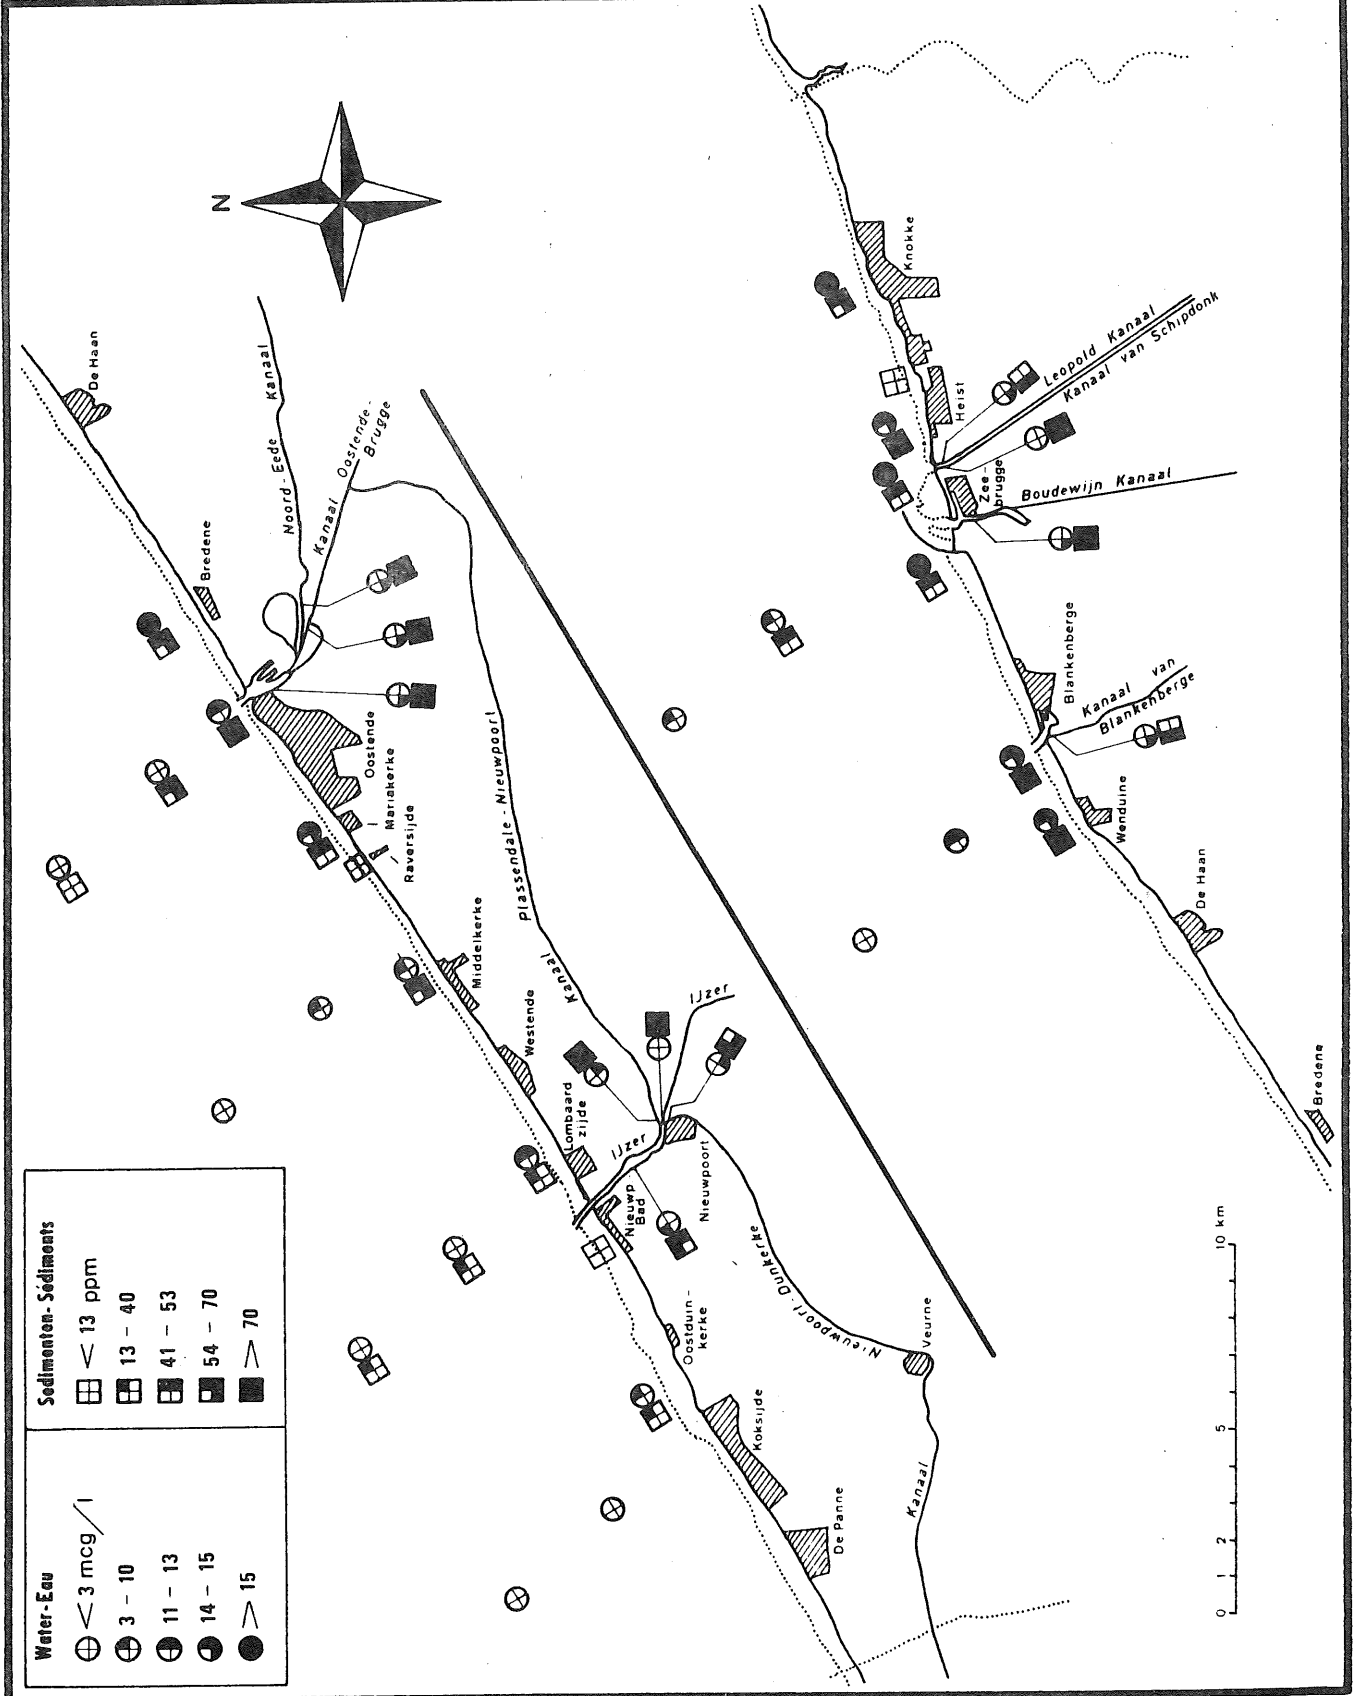 Water-Eau
< 3 mcg/l
3 - 10
11 - 13
14 - 15
> 15
Sedimenten-Sédiments
< 13 ppm
13 - 40
41 - 53
54 - 70
> 70
N
De Haan
Bredene
Noord-Eede Kanaal
Kanaal Oostende-
Brugge
Oostende
Mariakerke
Raversijde
Middelkerke
Westende
Lombaard
zijde
IJzer
Nieuwp
Bad
Nieuwpoort
IJzer
Kanaal Plassendale-Nieuwpoort
Oostduin-
kerke
Koksijde
De Panne
Kanaal Nieuwpoort-Dunkerke
Veurne
Knokke
Heist
Leopold Kanaal
Kanaal van Schipdonk
Zee-
brugge
Boudewijn Kanaal
Blankenberge
Kanaal van
Blankenberge
Wenduine
De Haan
Bredene
0 1 2 5 10 km